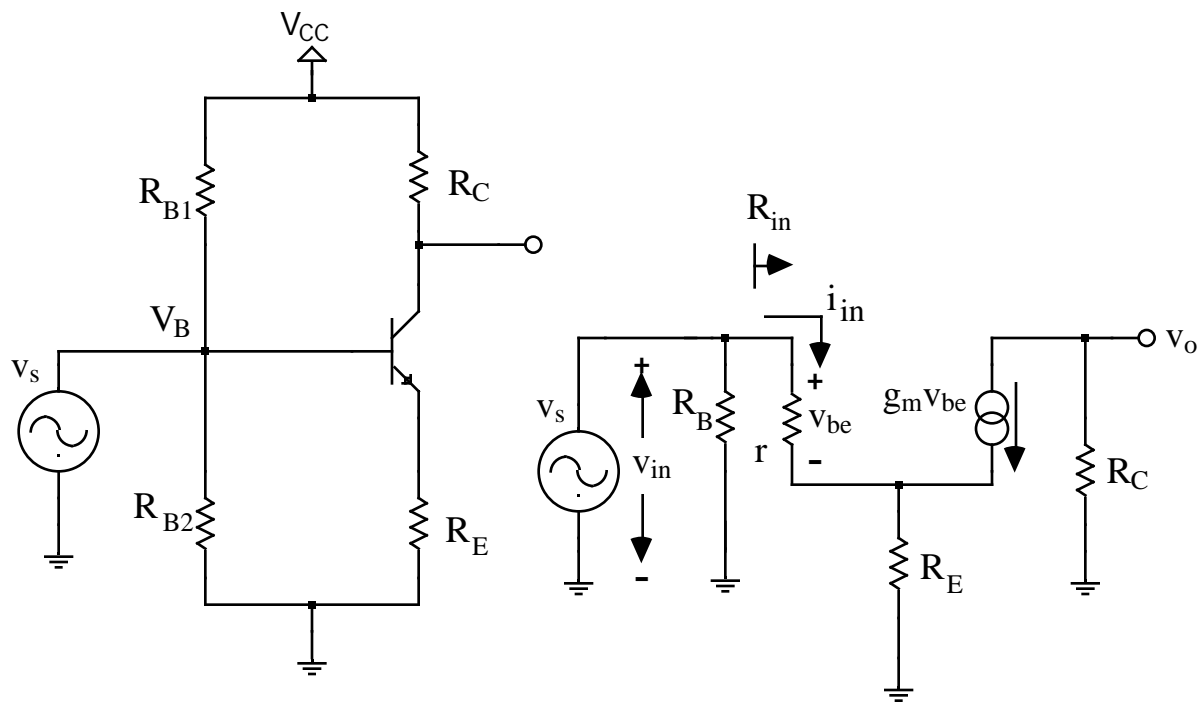 VCC
RB1
RC
VB
vs
RB2
RE
Rin
iin
vs
+
vin
-
RB
r
+
vbe
-
gmvbe
vo
RC
RE